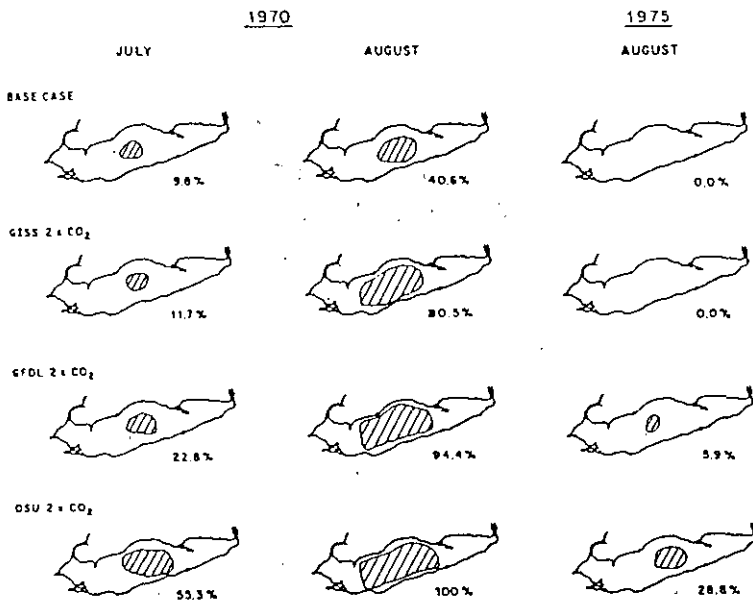 1970 1975
JULY AUGUST AUGUST
BASE CASE
9.8% 40.6% 0.0%
GISS 2 x CO₂
11.7% 80.5% 0.0%
GFDL 2 x CO₂
22.8% 94.4% 5.9%
OSU 2 x CO₂
55.3% 100% 28.8%